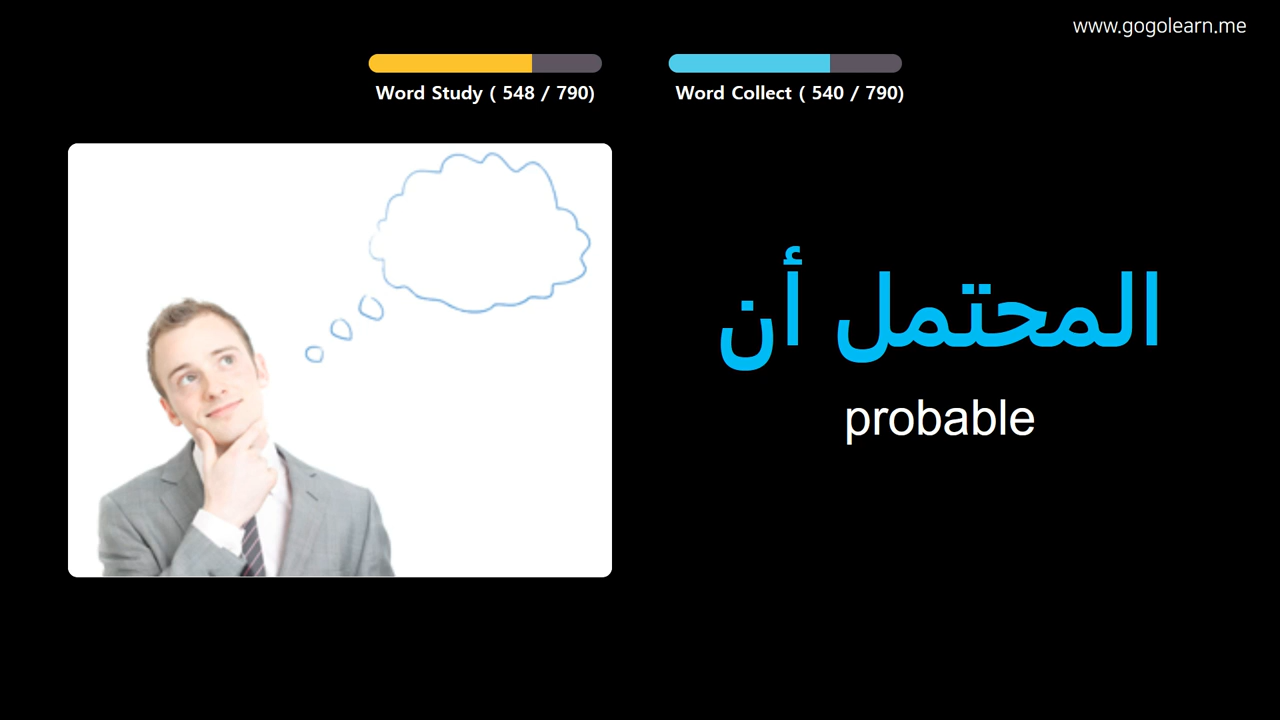 www.gogolearn.me
Word Study ( 548 / 790)
Word Collect ( 540 / 790)
المحتمل أن
probable